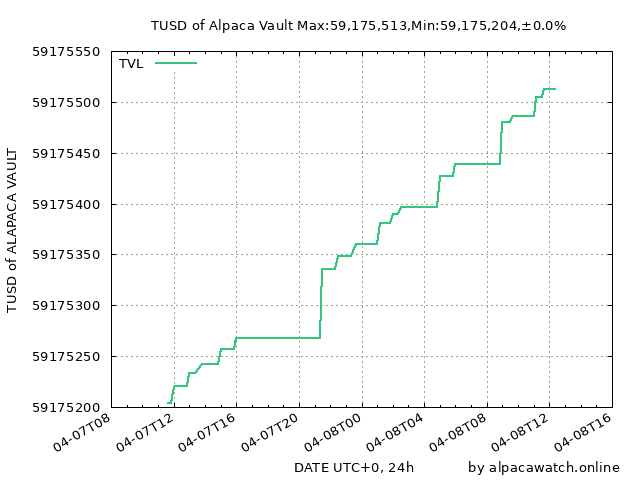 TUSD of Alpaca Vault Max:59,175,513,Min:59,175,204,±0.0%
TUSD of ALAPACA VAULT
TVL
59175550
59175500
59175450
59175400
59175350
59175300
59175250
59175200
04-07T08
04-07T12
04-07T16
04-07T20
04-08T00
04-08T04
04-08T08
04-08T12
04-08T16
DATE UTC+0, 24h
by alpacawatch.online